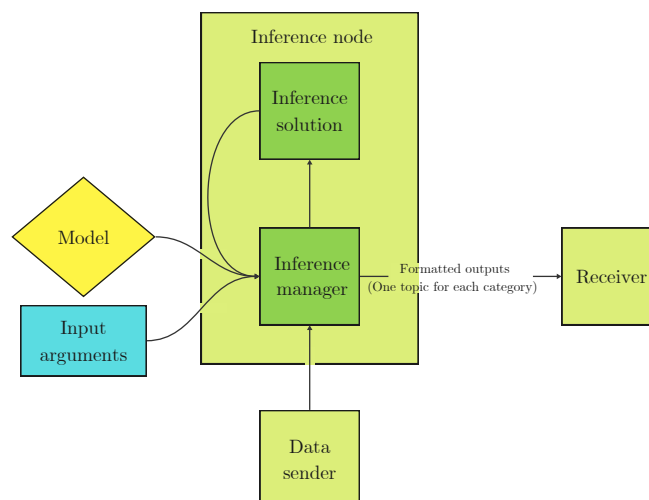 Inference node
Inference
solution
Model
Inference
manager
Formatted outputs
(One topic for each category)
Receiver
Input
arguments
Data
sender